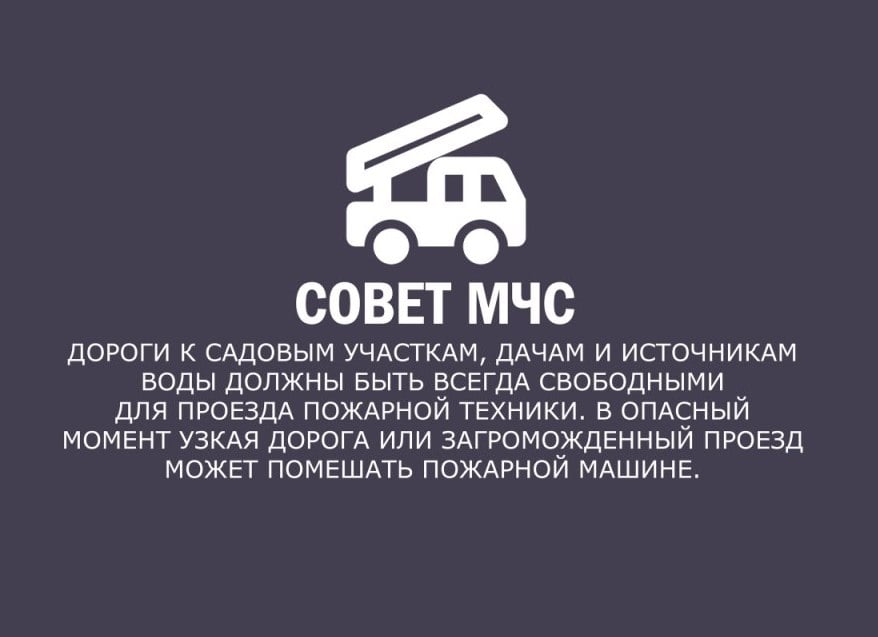 СОВЕТ МЧС
ДОРОГИ К САДОВЫМ УЧАСТКАМ, ДАЧАМ И ИСТОЧНИКАМ
ВОДЫ ДОЛЖНЫ БЫТЬ ВСЕГДА СВОБОДНЫМИ
ДЛЯ ПРОЕЗДА ПОЖАРНОЙ ТЕХНИКИ. В ОПАСНЫЙ
МОМЕНТ УЗКАЯ ДОРОГА ИЛИ ЗАГРОМОЖДЕННЫЙ ПРОЕЗД
МОЖЕТ ПОМЕШАТЬ ПОЖАРНОЙ МАШИНЕ.